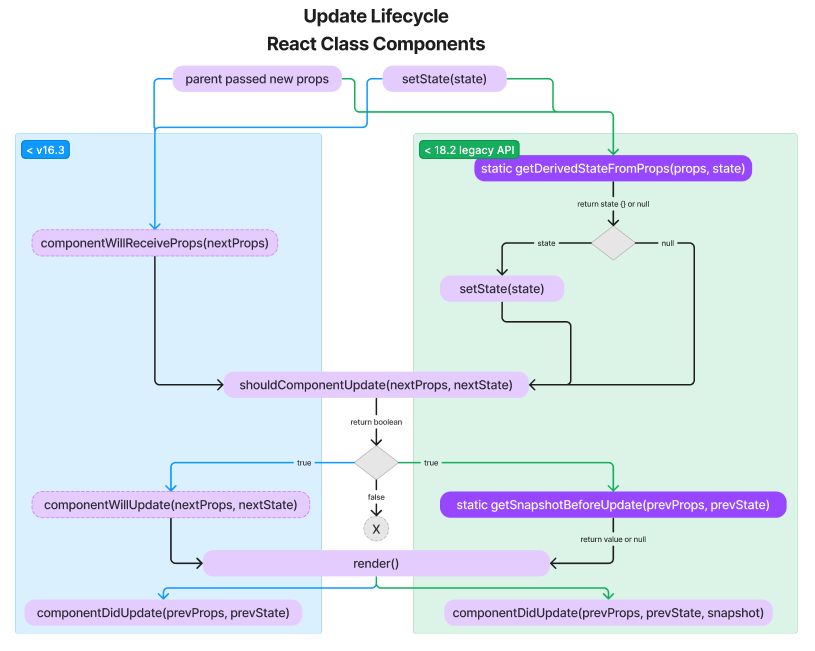 Update Lifecycle
React Class Components
parent passed new props
setState(state)
< v16.3
< 18.2 legacy API
static getDerivedStateFromProps(props, state)
return state {} or null
componentWillReceiveProps(nextProps)
state
null
setState(state)
shouldComponentUpdate(nextProps, nextState)
return boolean
true
true
false
componentWillUpdate(nextProps, nextState)
static getSnapshotBeforeUpdate(prevProps, prevState)
X
return value or null
render()
componentDidUpdate(prevProps, prevState)
componentDidUpdate(prevProps, prevState, snapshot)